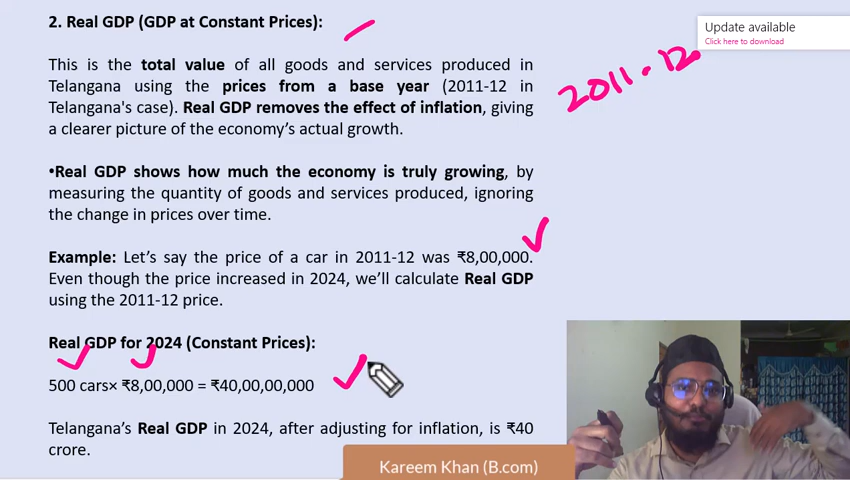 2. Real GDP (GDP at Constant Prices):
Update available
Click here to download
2011-12
This is the total value of all goods and services produced in
Telangana using the prices from a base year (2011-12 in
Telangana's case). Real GDP removes the effect of inflation, giving
a clearer picture of the economy's actual growth.
•Real GDP shows how much the economy is truly growing, by
measuring the quantity of goods and services produced, ignoring
the change in prices over time.
Example: Let's say the price of a car in 2011-12 was ₹8,00,000.
Even though the price increased in 2024, we'll calculate Real GDP
using the 2011-12 price.
Real GDP for 2024 (Constant Prices):
500 cars× ₹8,00,000 = ₹40,00,00,000
Telangana's Real GDP in 2024, after adjusting for inflation, is ₹40
crore.
Kareem Khan (B.com)